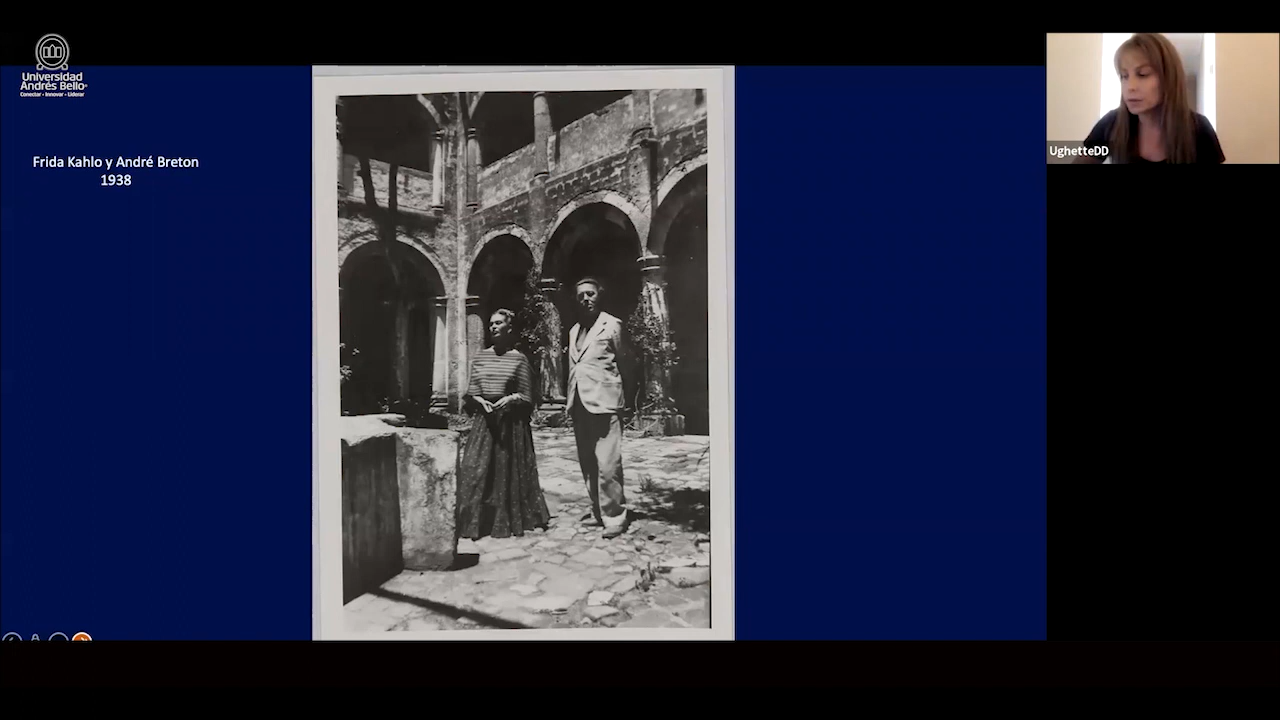 Universidad
Andrés Bello®
Conectar • Innovar • Liderar
Frida Kahlo y André Breton
1938
UghetteDD